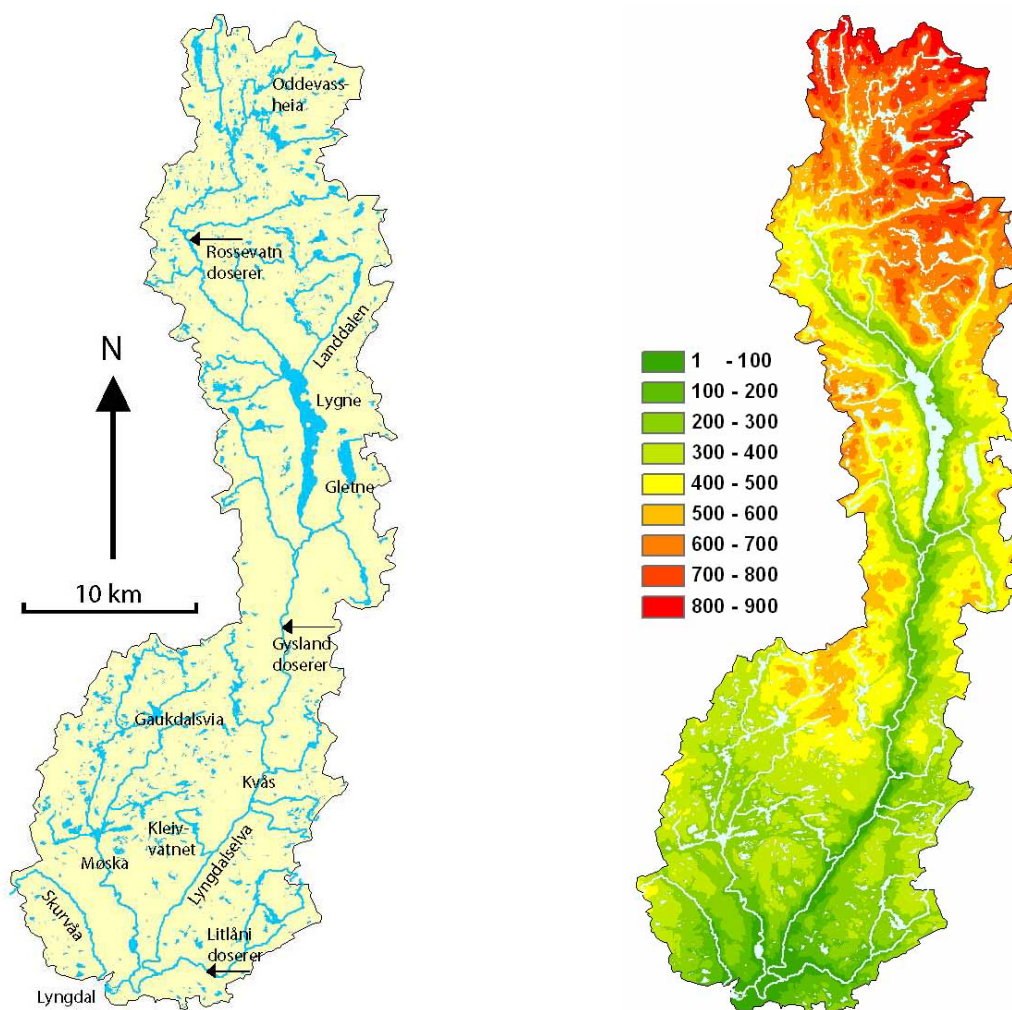 Oddevass-
heia
Rossevatn
doserer
Landdalen
N
Lygne
Gletne
10 km
Gysland
doserer
Gaukdalsvia
Kvås
Kleiv-
vatnet
Møska
Lyngdalselva
Skurvåa
Litlåni
doserer
Lyngdal
1 - 100
100 - 200
200 - 300
300 - 400
400 - 500
500 - 600
600 - 700
700 - 800
800 - 900